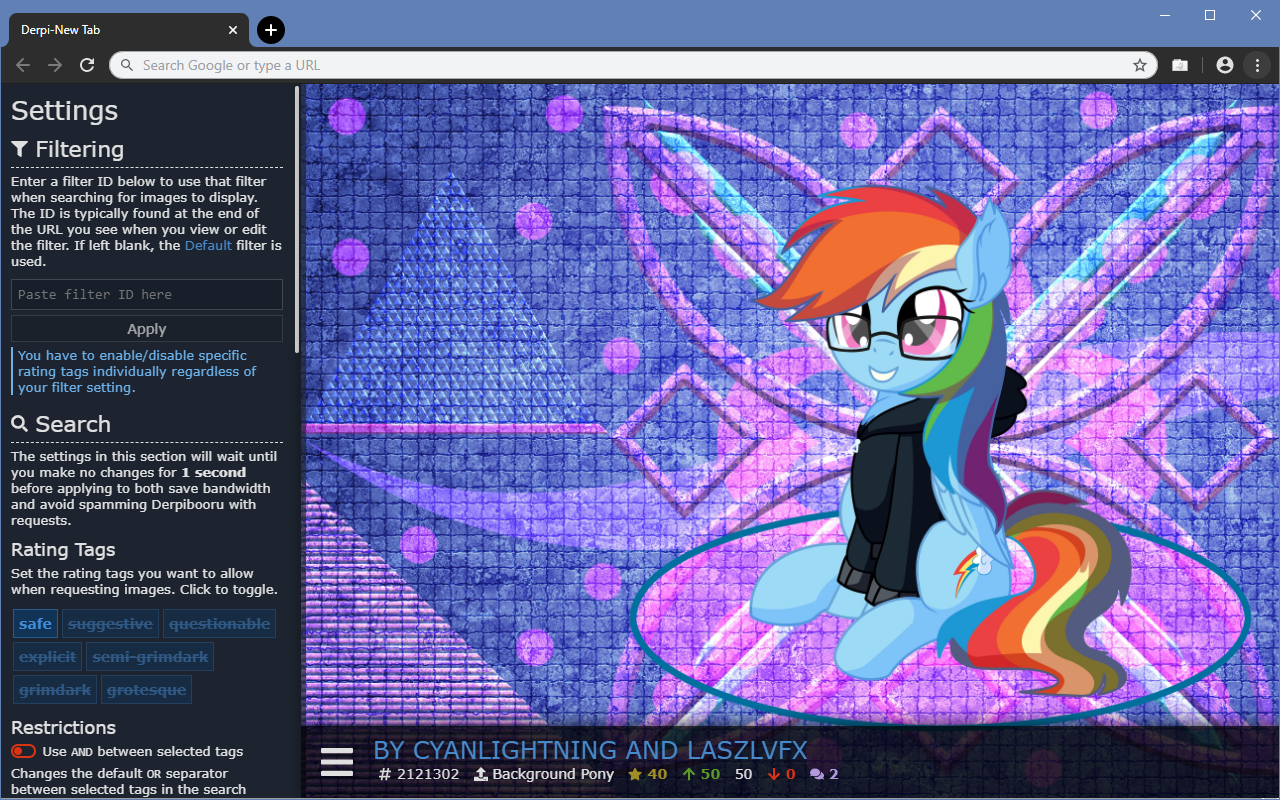 Derpi-New Tab
Search Google or type a URL
Settings
Filtering
Enter a filter ID below to use that filter
when searching for images to display.
The ID is typically found at the end of
the URL you see when you view or edit
the filter. If left blank, the Default filter is
used.
Paste filter ID here
Apply
You have to enable/disable specific
rating tags individually regardless of
your filter setting.
Search
The settings in this section will wait until
you make no changes for 1 second
before applying to both save bandwidth
and avoid spamming Derpibooru with
requests.
Rating Tags
Set the rating tags you want to allow
when requesting images. Click to toggle.
safe suggestive questionable
explicit semi-grimdark
grimdark grotesque
Restrictions
Use AND between selected tags
Changes the default OR separator
between selected tags in the search
BY CYANLIGHTNING AND LASZLVFX
# 2121302 Background Pony 40 50 50 0 2